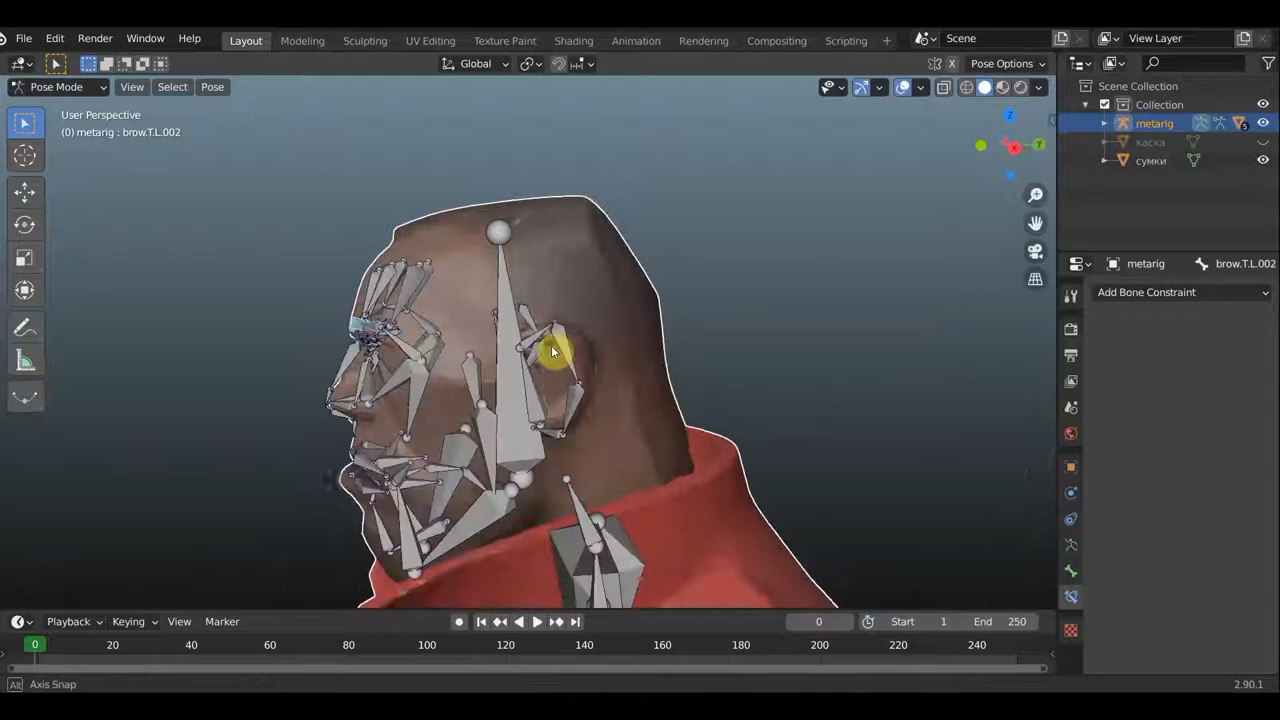 File Edit Render Window Help Layout Modeling Sculpting UV Editing Texture Paint Shading Animation Rendering Compositing Scripting + Scene View Layer
Global X Pose Options
Pose Mode View Select Pose
User Perspective
(0) metarig : brow.T.L.002
Z
X
Y
Scene Collection
Collection
metarig 5
каска
сумки
metarig brow.T.L.002
Add Bone Constraint
Playback Keying View Marker 0 Start 1 End 250
0 20 40 60 80 100 120 140 160 180 200 220 240
Alt Axis Snap 2.90.1